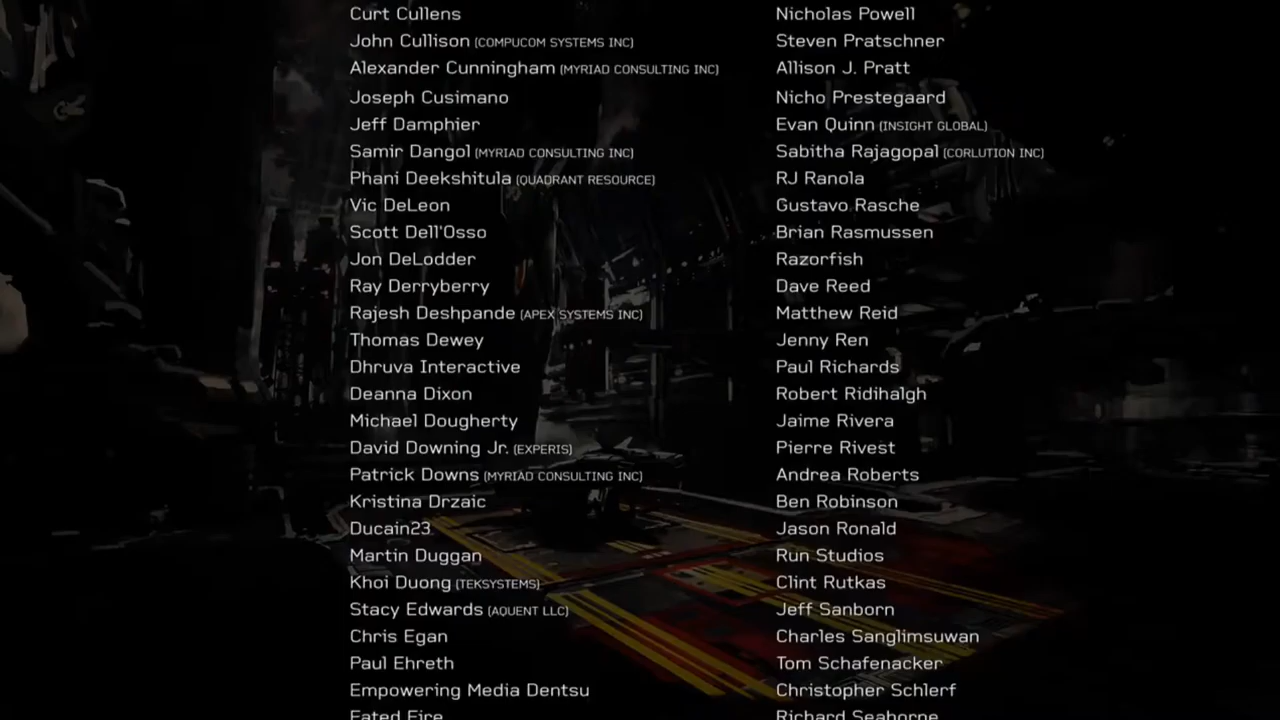 Curt Cullens
John Cullison (COMPUCOM SYSTEMS INC)
Alexander Cunningham (MYRIAD CONSULTING INC)
Joseph Cusimano
Jeff Damphier
Samir Dangol (MYRIAD CONSULTING INC)
Phani Deekshitula (QUADRANT RESOURCE)
Vic DeLeon
Scott Dell'Osso
Jon DeLodder
Ray Derryberry
Rajesh Deshpande (APEX SYSTEMS INC)
Thomas Dewey
Dhruva Interactive
Deanna Dixon
Michael Dougherty
David Downing Jr. (EXPERIS)
Patrick Downs (MYRIAD CONSULTING INC)
Kristina Drzaic
Ducain23
Martin Duggan
Khoi Duong (TEKSYSTEMS)
Stacy Edwards (AQUENT LLC)
Chris Egan
Paul Ehreth
Empowering Media Dentsu
Fated Fire
Nicholas Powell
Steven Pratschner
Allison J. Pratt
Nicho Prestegaard
Evan Quinn (INSIGHT GLOBAL)
Sabitha Rajagopal (CORLUTION INC)
RJ Ranola
Gustavo Rasche
Brian Rasmussen
Razorfish
Dave Reed
Matthew Reid
Jenny Ren
Paul Richards
Robert Ridihalgh
Jaime Rivera
Pierre Rivest
Andrea Roberts
Ben Robinson
Jason Ronald
Run Studios
Clint Rutkas
Jeff Sanborn
Charles Sanglimsuwan
Tom Schafenacker
Christopher Schlerf
Richard Seaborne